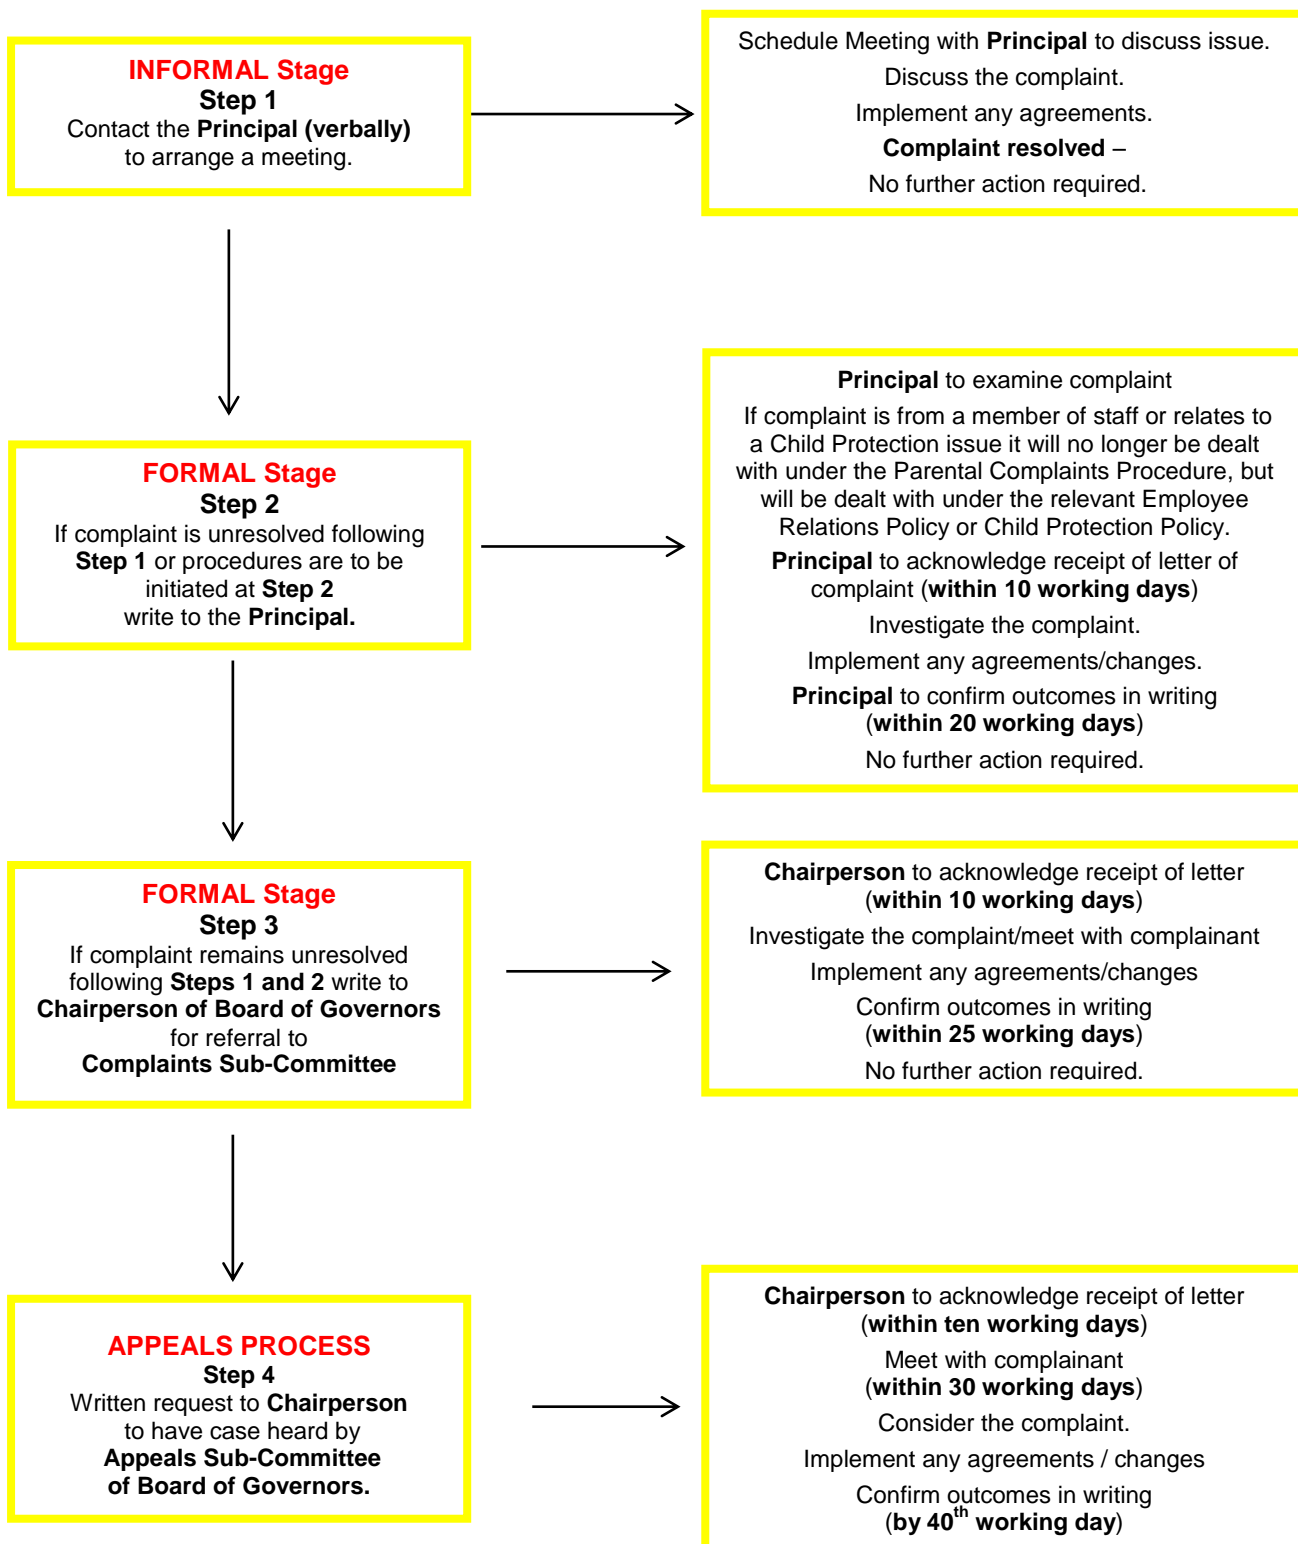 INFORMAL Stage
Step 1
Contact the Principal (verbally)
to arrange a meeting.
Schedule Meeting with Principal to discuss issue.
Discuss the complaint.
Implement any agreements.
Complaint resolved –
No further action required.
FORMAL Stage
Step 2
If complaint is unresolved following
Step 1 or procedures are to be
initiated at Step 2
write to the Principal.
Principal to examine complaint
If complaint is from a member of staff or relates to
a Child Protection issue it will no longer be dealt
with under the Parental Complaints Procedure, but
will be dealt with under the relevant Employee
Relations Policy or Child Protection Policy.
Principal to acknowledge receipt of letter of
complaint (within 10 working days)
Investigate the complaint.
Implement any agreements/changes.
Principal to confirm outcomes in writing
(within 20 working days)
No further action required.
FORMAL Stage
Step 3
If complaint remains unresolved
following Steps 1 and 2 write to
Chairperson of Board of Governors
for referral to
Complaints Sub-Committee
Chairperson to acknowledge receipt of letter
(within 10 working days)
Investigate the complaint/meet with complainant
Implement any agreements/changes
Confirm outcomes in writing
(within 25 working days)
No further action required.
APPEALS PROCESS
Step 4
Written request to Chairperson
to have case heard by
Appeals Sub-Committee
of Board of Governors.
Chairperson to acknowledge receipt of letter
(within ten working days)
Meet with complainant
(within 30 working days)
Consider the complaint.
Implement any agreements / changes
Confirm outcomes in writing
(by 40th working day)